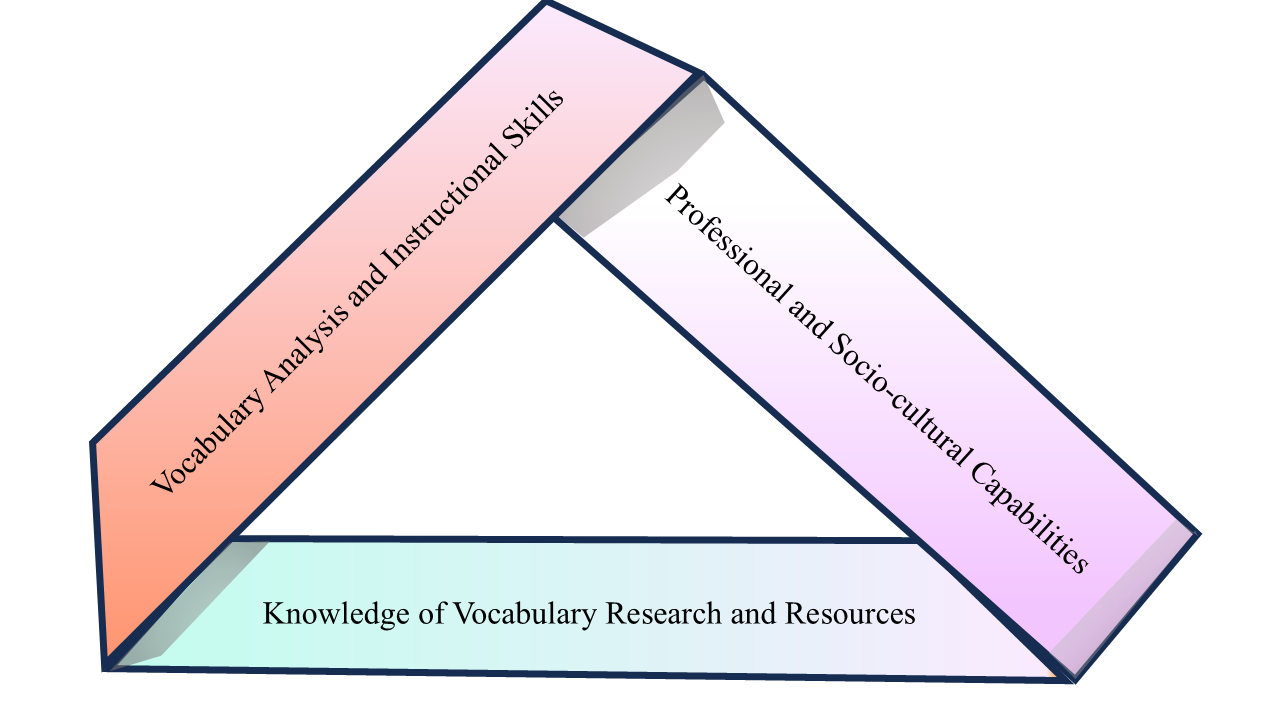 Vocabulary Analysis and Instructional Skills
Professional and Socio-cultural Capabilities
Knowledge of Vocabulary Research and Resources